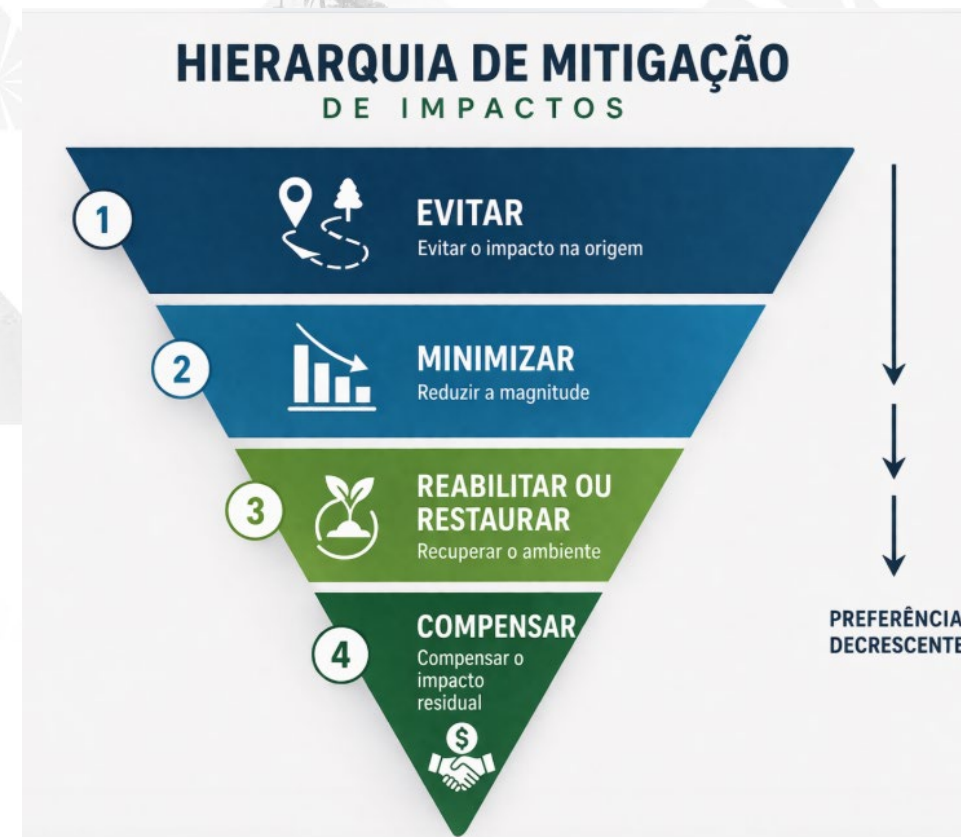 HIERARQUIA DE MITIGAÇÃO
DE IMPACTOS
1
EVITAR
Evitar o impacto na origem
2
MINIMIZAR
Reduzir a magnitude
3
REABILITAR OU
RESTAURAR
Recuperar o ambiente
4
COMPENSAR
Compensar o
impacto
residual
$
PREFERÊNCIA
DECRESCENTE